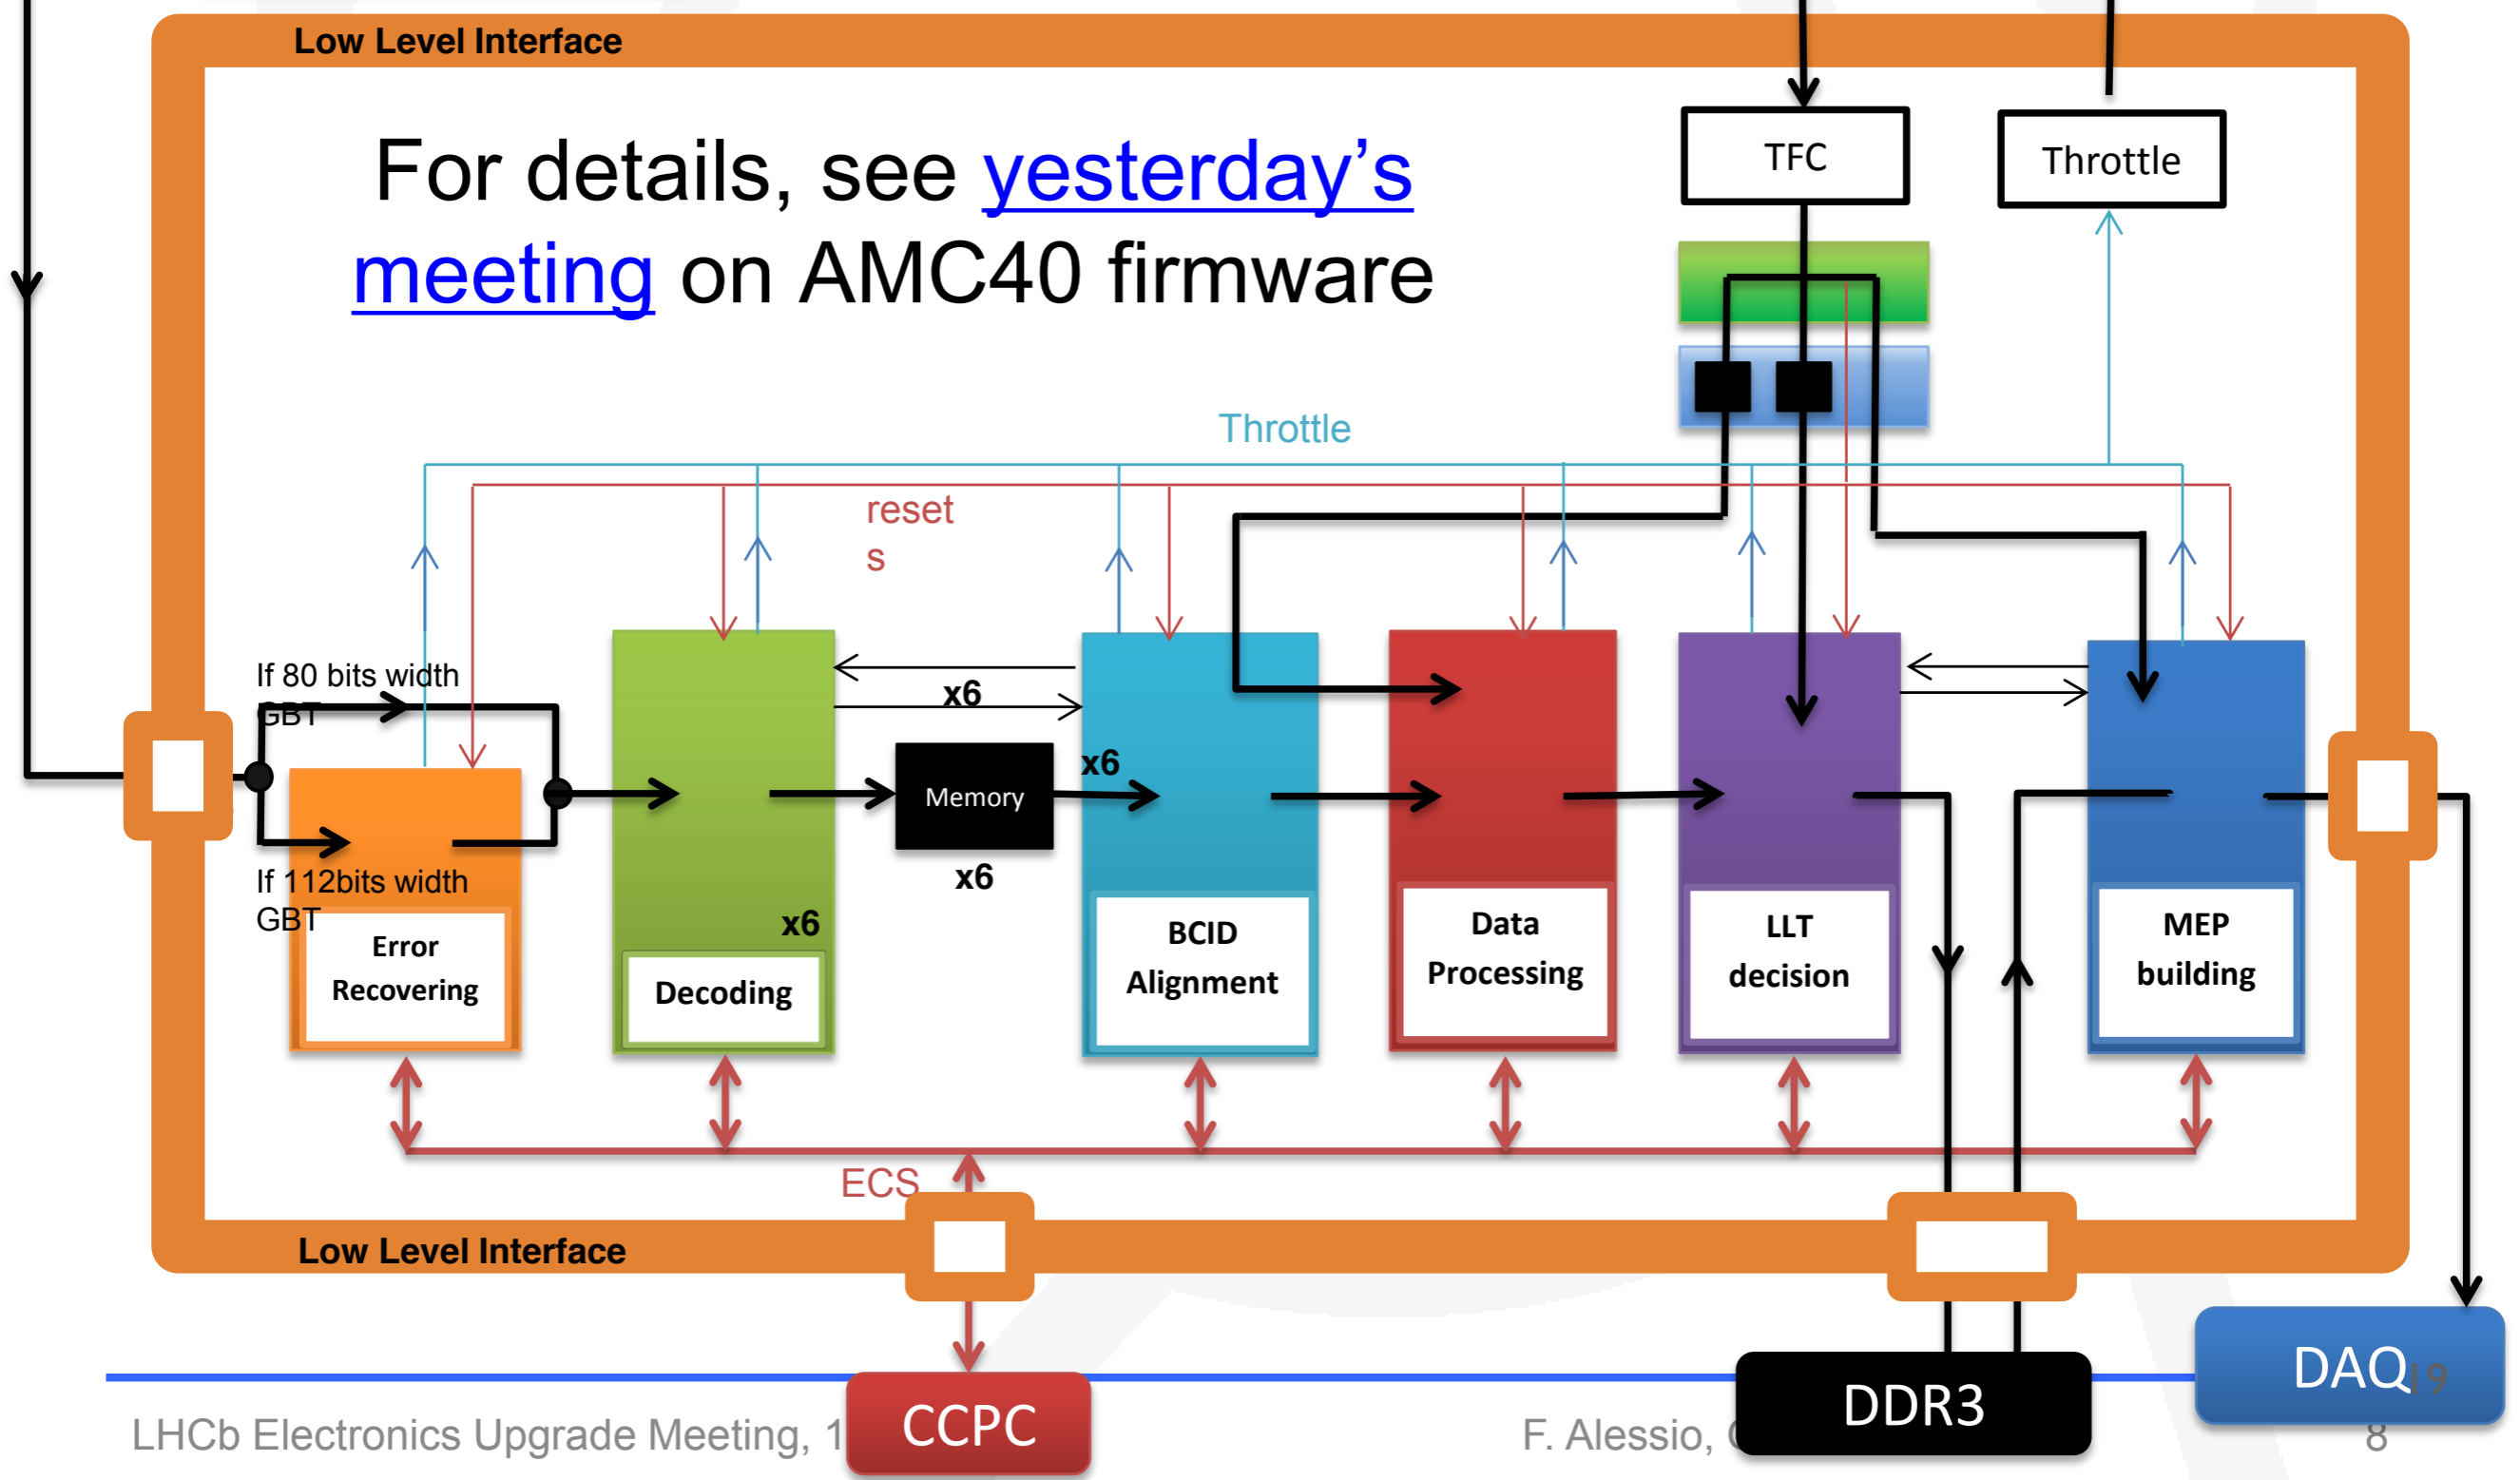 Low Level Interface
For details, see yesterday’s
meeting on AMC40 firmware
TFC
Throttle
Throttle
reset
s
If 80 bits width
GBT
x6
x6
Memory
x6
If 112bits width
GBT
x6
Error
Recovering
Decoding
BCID
Alignment
Data
Processing
LLT
decision
MEP
building
ECS
Low Level Interface
CCPC
DDR3
DAQ
19
LHCb Electronics Upgrade Meeting, 1
F. Alessio,
8